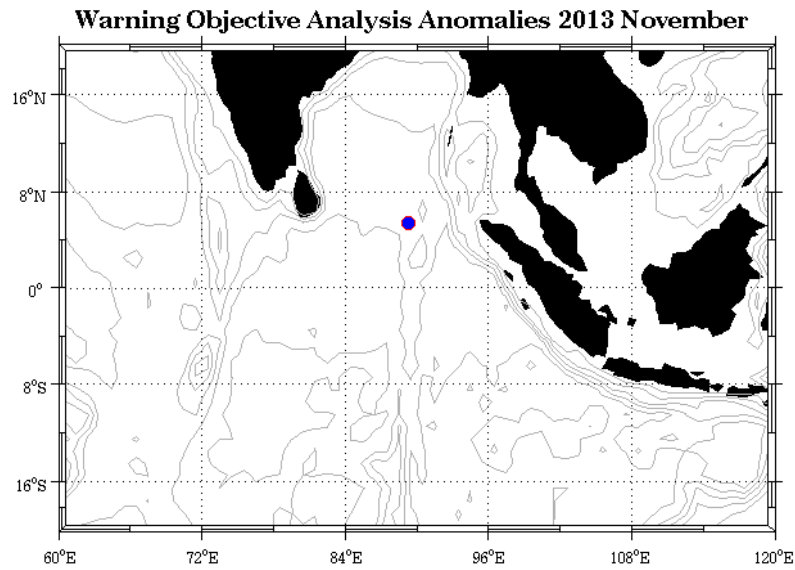 Warning Objective Analysis Anomalies 2013 November
16°N
8°N
0°
8°S
16°S
60°E 72°E 84°E 96°E 108°E 120°E